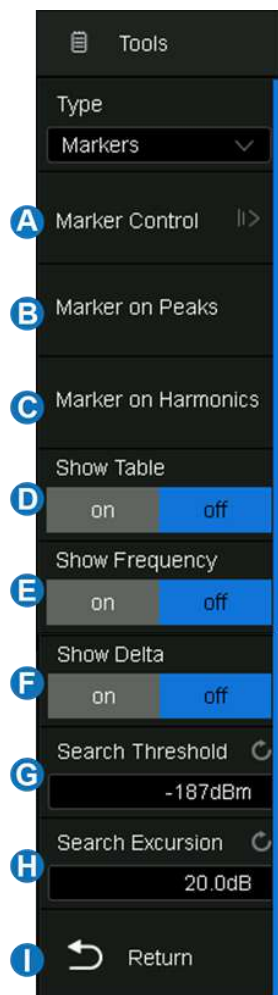 Tools
Type
Markers
A Marker Control
B Marker on Peaks
C Marker on Harmonics
Show Table
D on off
Show Frequency
E on off
Show Delta
F on off
Search Threshold
G -187dBm
Search Excursion
H 20.0dB
I Return